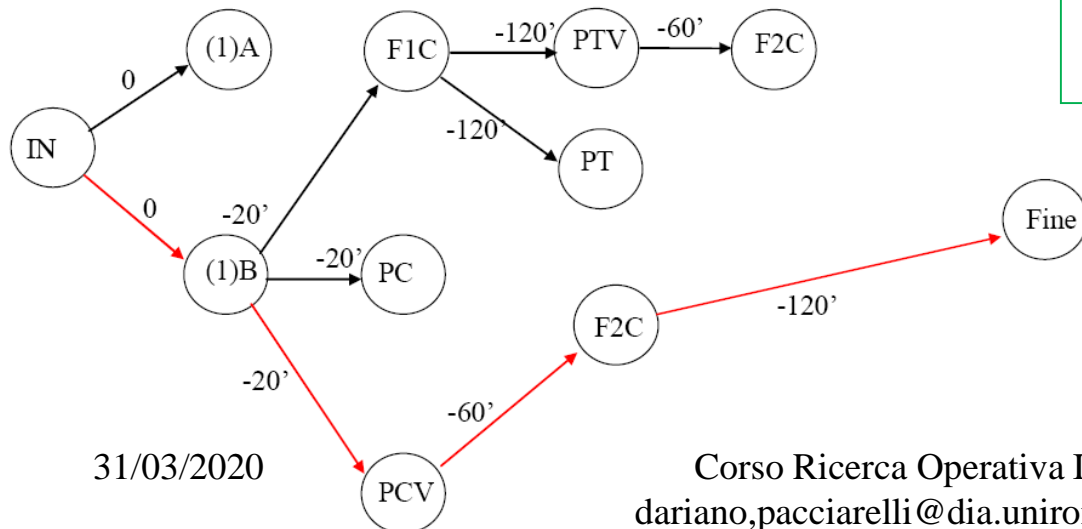 (1)A
F1C
-120'
PTV
-60'
F2C
0
IN
-120'
PT
0
-20'
(1)B
-20'
PC
Fine
F2C
-120'
-20'
-60'
31/03/2020
PCV
Corso Ricerca Operativa
dariano,pacciarelli@dia.uniro